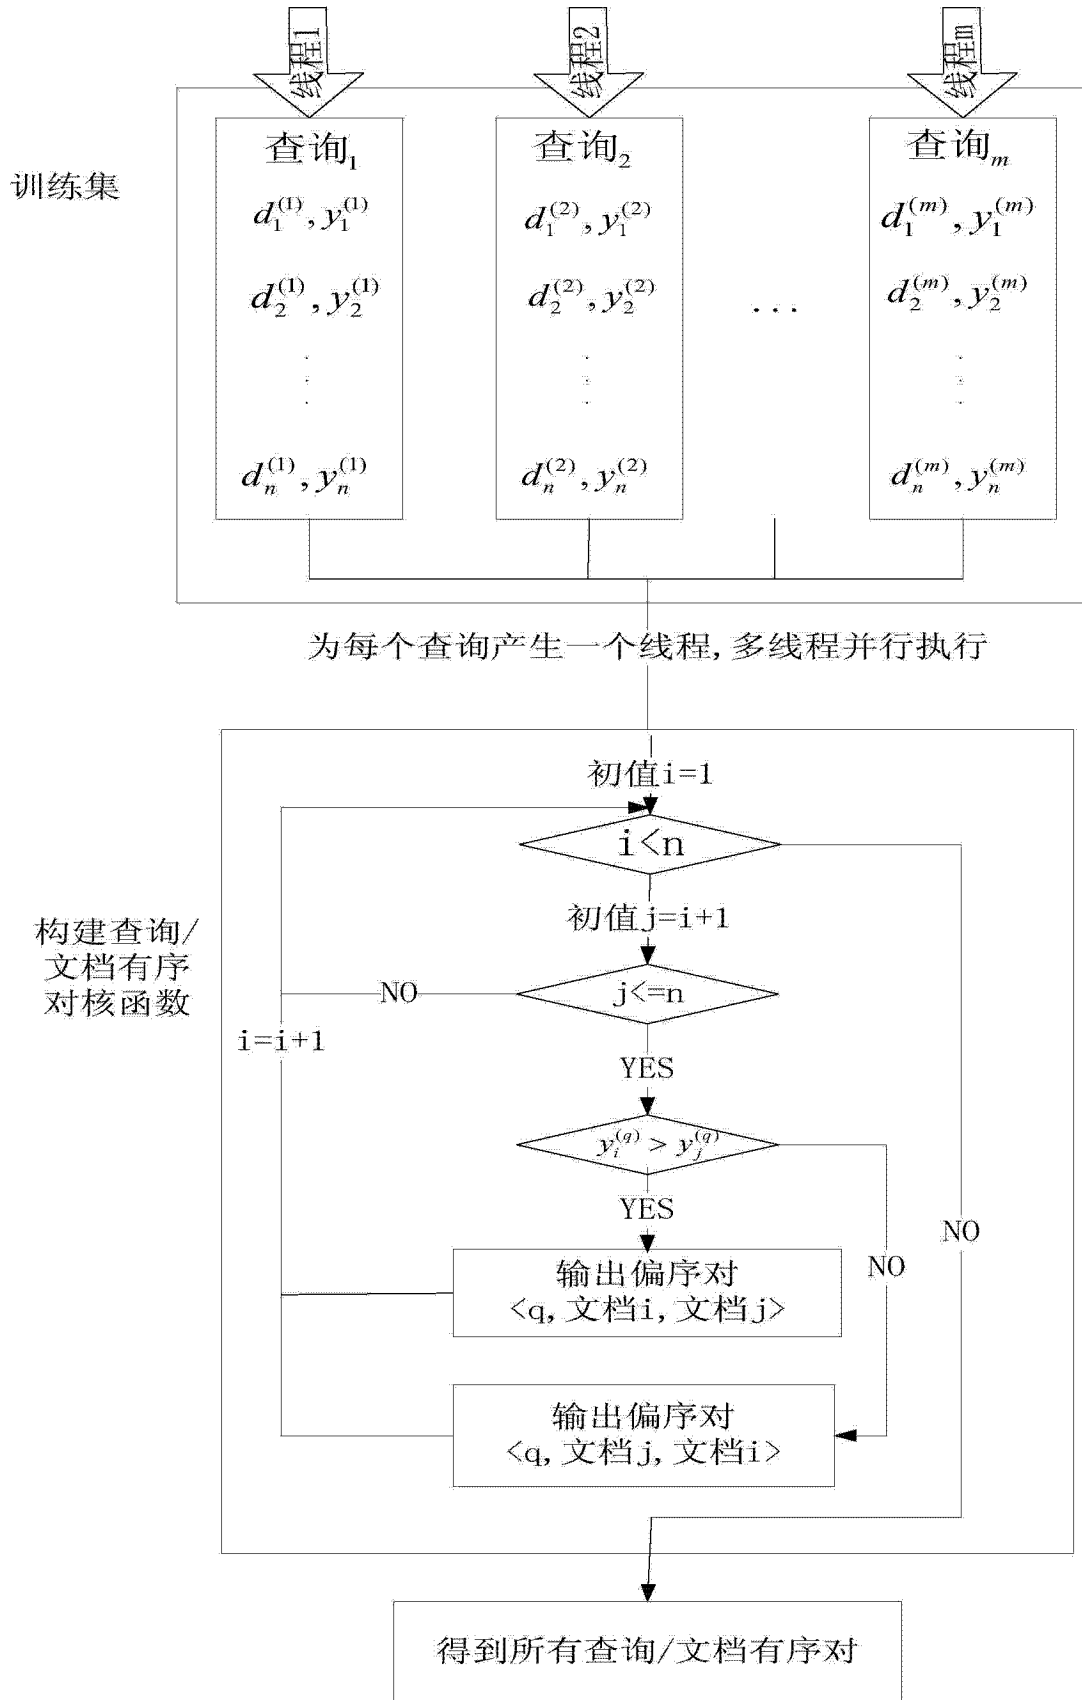 线程1
线程2
线程m
训练集
查询₁
查询₂
查询ₘ
d₁⁽¹⁾, y₁⁽¹⁾
d₁⁽²⁾, y₁⁽²⁾
d₁⁽ᵐ⁾, y₁⁽ᵐ⁾
d₂⁽¹⁾, y₂⁽¹⁾
d₂⁽²⁾, y₂⁽²⁾
...
d₂⁽ᵐ⁾, y₂⁽ᵐ⁾
dₙ⁽¹⁾, yₙ⁽¹⁾
dₙ⁽²⁾, yₙ⁽²⁾
dₙ⁽ᵐ⁾, yₙ⁽ᵐ⁾
为每个查询产生一个线程,多线程并行执行
初值i=1
i<n
初值j=i+1
构建查询/
文档有序
对核函数
NO
j<=n
i=i+1
YES
y_i^(q) > y_j^(q)
YES
NO
NO
输出偏序对
<q,文档i,文档j>
输出偏序对
<q,文档j,文档i>
得到所有查询/文档有序对